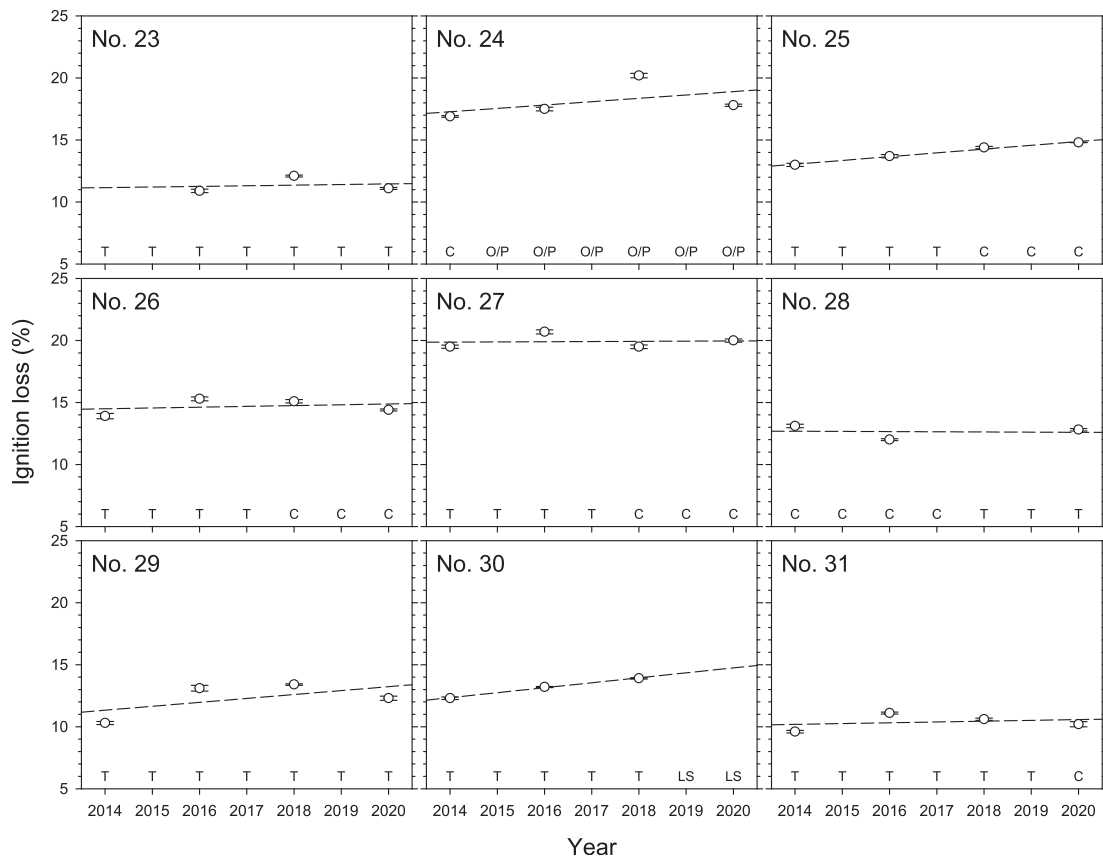 No. 23
No. 24
No. 25
25
20
15
10
5
T T T T T T T
C O/P O/P O/P O/P O/P O/P
T T T T C C C
No. 26
No. 27
No. 28
25
20
15
10
5
T T T T C C C
T T T T C C C
C C C C T T T
No. 29
No. 30
No. 31
25
20
15
10
5
T T T T T T T
T T T T T LS LS
T T T T T T C
2014 2015 2016 2017 2018 2019 2020
2014 2015 2016 2017 2018 2019 2020
2014 2015 2016 2017 2018 2019 2020
Ignition loss (%)
Year